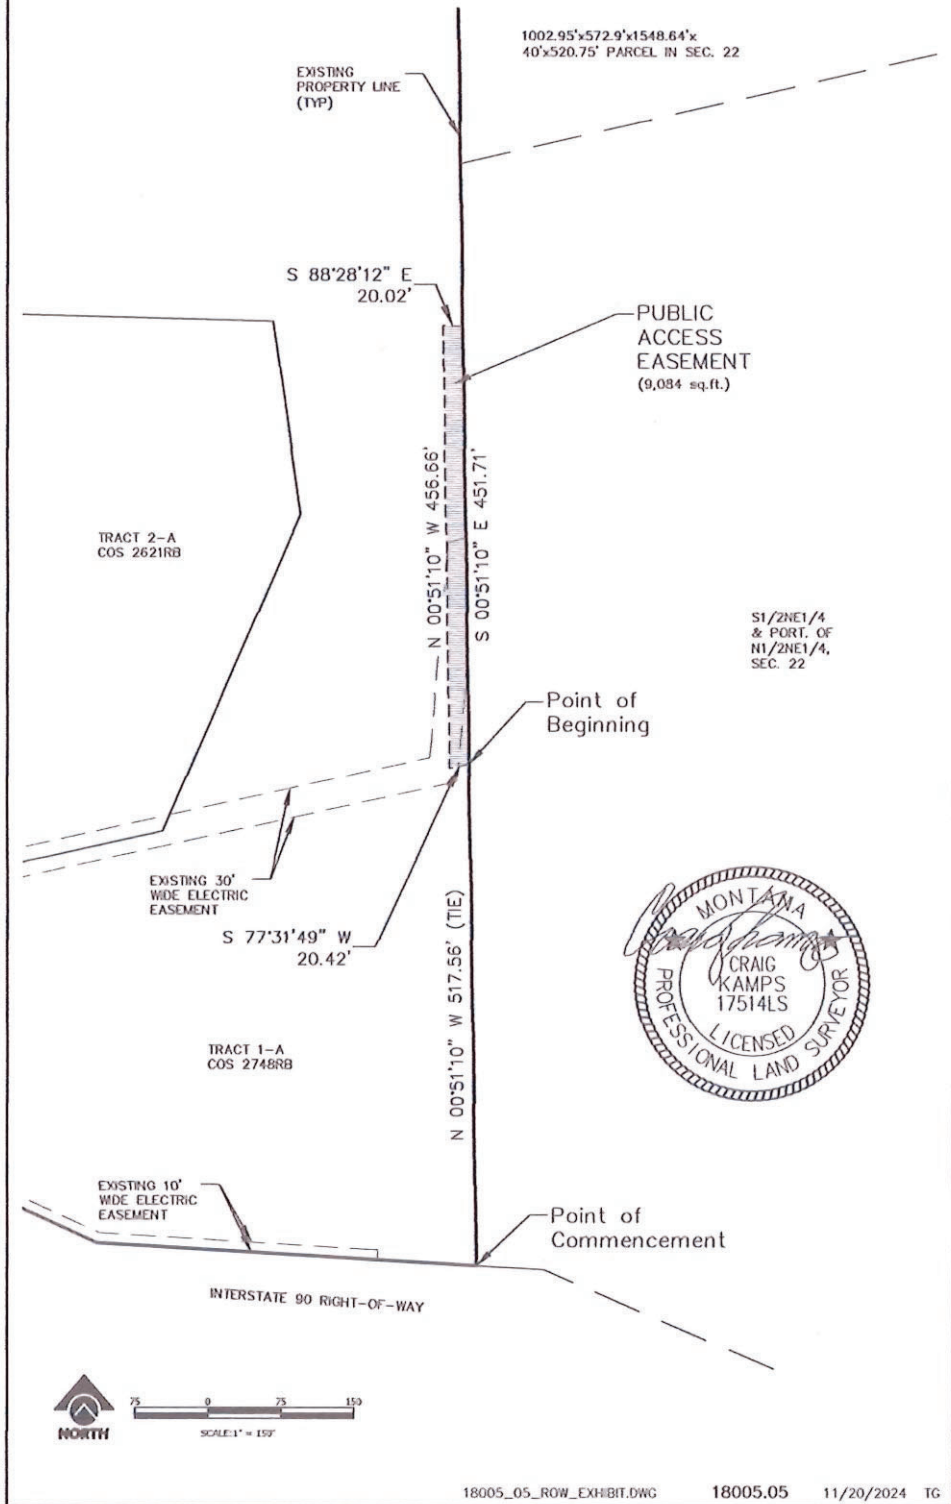 1002.95'x572.9'x1548.64'x
40'x520.75' PARCEL IN SEC. 22
EXISTING
PROPERTY LINE
(TYP)
S 88°28'12" E
20.02'
PUBLIC
ACCESS
EASEMENT
(9,084 sq.ft.)
N 00°51'10" W 456.66'
S 00°51'10" E 451.71'
TRACT 2-A
COS 2621RB
S1/2NE1/4
& PORT. OF
N1/2NE1/4,
SEC. 22
Point of
Beginning
EXISTING 30'
WIDE ELECTRIC
EASEMENT
S 77°31'49" W
20.42'
N 00°51'10" W 517.56' (TIE)
MONTANA
CRAIG
KAMPS
17514LS
LICENSED
PROFESSIONAL LAND SURVEYOR
TRACT 1-A
COS 2748RB
EXISTING 10'
WIDE ELECTRIC
EASEMENT
Point of
Commencement
INTERSTATE 90 RIGHT-OF-WAY
NORTH
75 0 75 150
SCALE: 1" = 150'
18005_05_ROW_EXHIBIT.DWG 18005.05 11/20/2024 TG